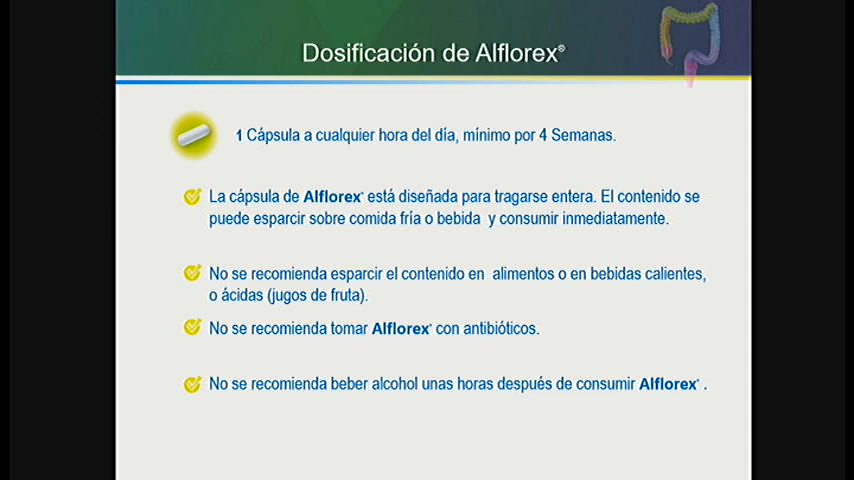 Dosificación de Alflorex®
1 Cápsula a cualquier hora del día, mínimo por 4 Semanas.
La cápsula de Alflorex® está diseñada para tragarse entera. El contenido se
puede esparcir sobre comida fría o bebida y consumir inmediatamente.
No se recomienda esparcir el contenido en alimentos o en bebidas calientes,
o ácidas (jugos de fruta).
No se recomienda tomar Alflorex® con antibióticos.
No se recomienda beber alcohol unas horas después de consumir Alflorex® .